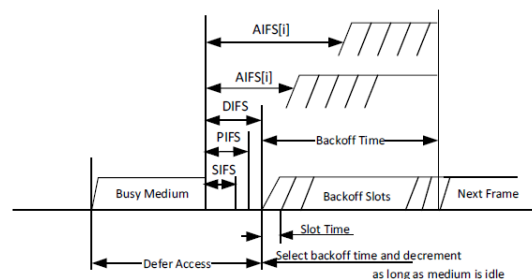 AIFS[i]
AIFS[i]
DIFS
Backoff Time
PIFS
SIFS
Busy Medium
Backoff Slots
Next Frame
Slot Time
Defer Access
Select backoff time and decrement
as long as medium is idle